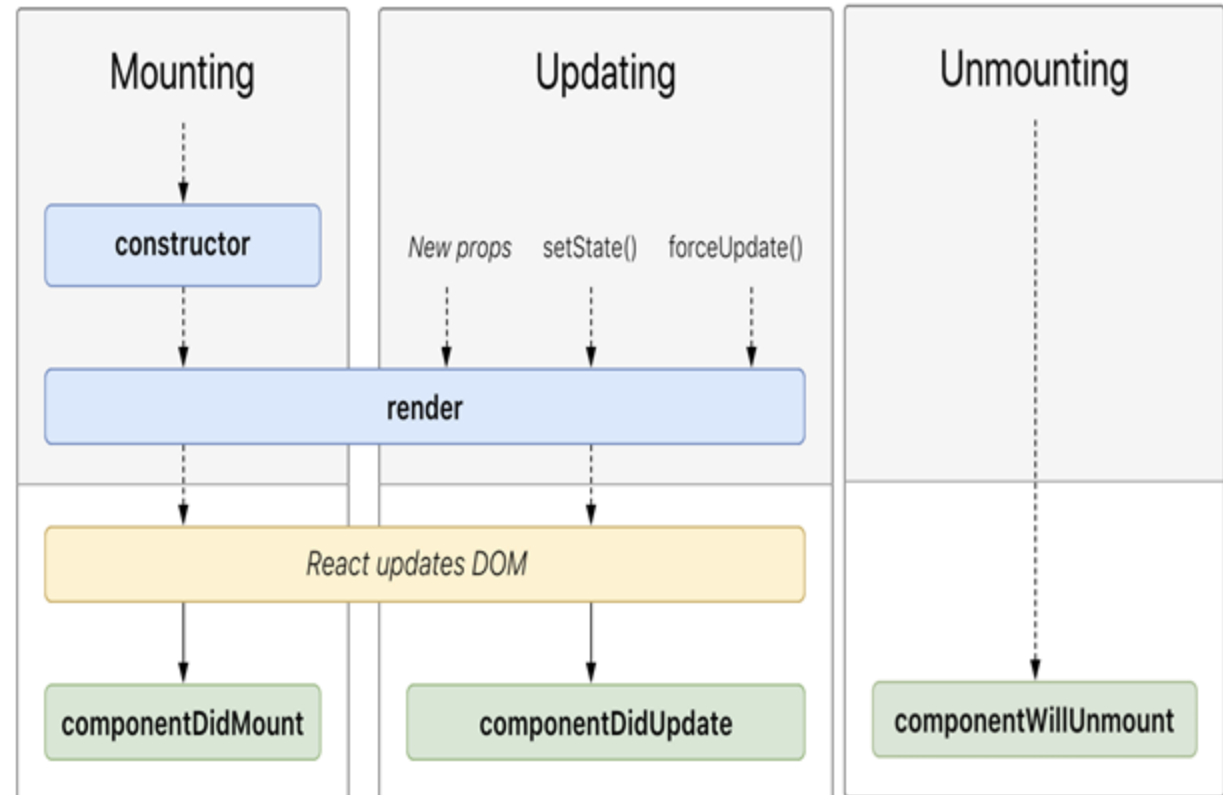 Mounting
Updating
Unmounting
constructor
New props
setState()
forceUpdate()
render
React updates DOM
componentDidMount
componentDidUpdate
componentWillUnmount